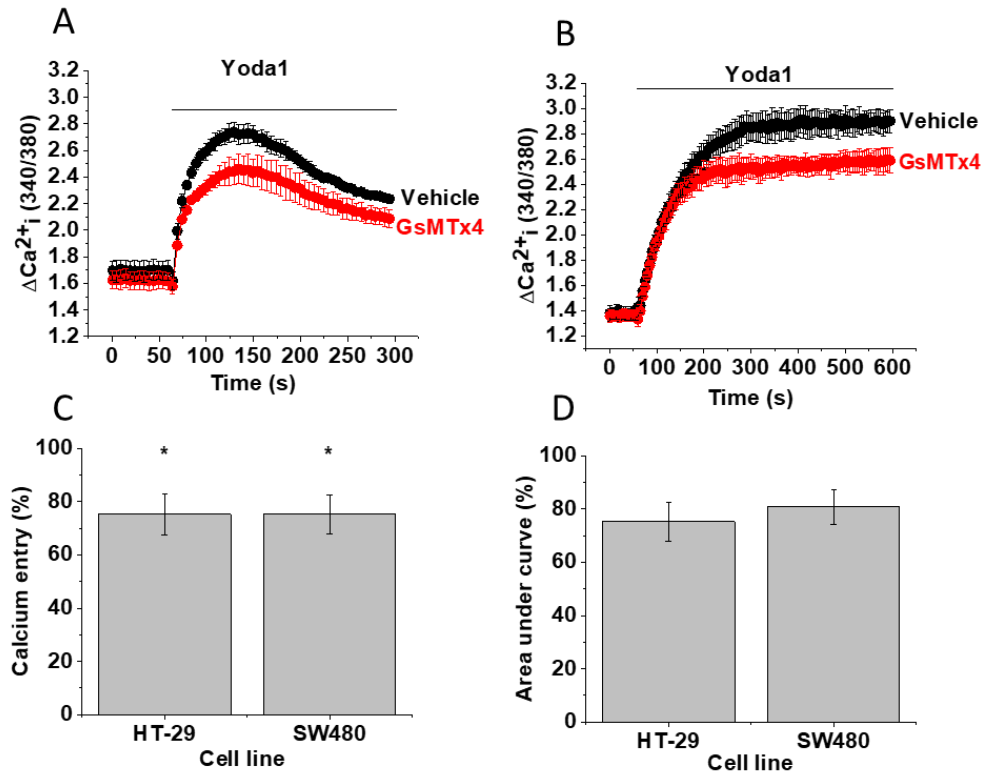 A
Yoda1
3.2
3.0
2.8
2.6
2.4
2.2
2.0
1.8
1.6
1.4
1.2
ΔCa²⁺i (340/380)
Vehicle
GsMTx4
0 50 100 150 200 250 300
Time (s)
B
Yoda1
3.2
3.0
2.8
2.6
2.4
2.2
2.0
1.8
1.6
1.4
1.2
ΔCa²⁺i (340/380)
Vehicle
GsMTx4
0 100 200 300 400 500 600
Time (s)
C
100
80
60
40
20
0
Calcium entry (%)
* *
HT-29 SW480
Cell line
D
100
80
60
40
20
0
Area under curve (%)
HT-29 SW480
Cell line